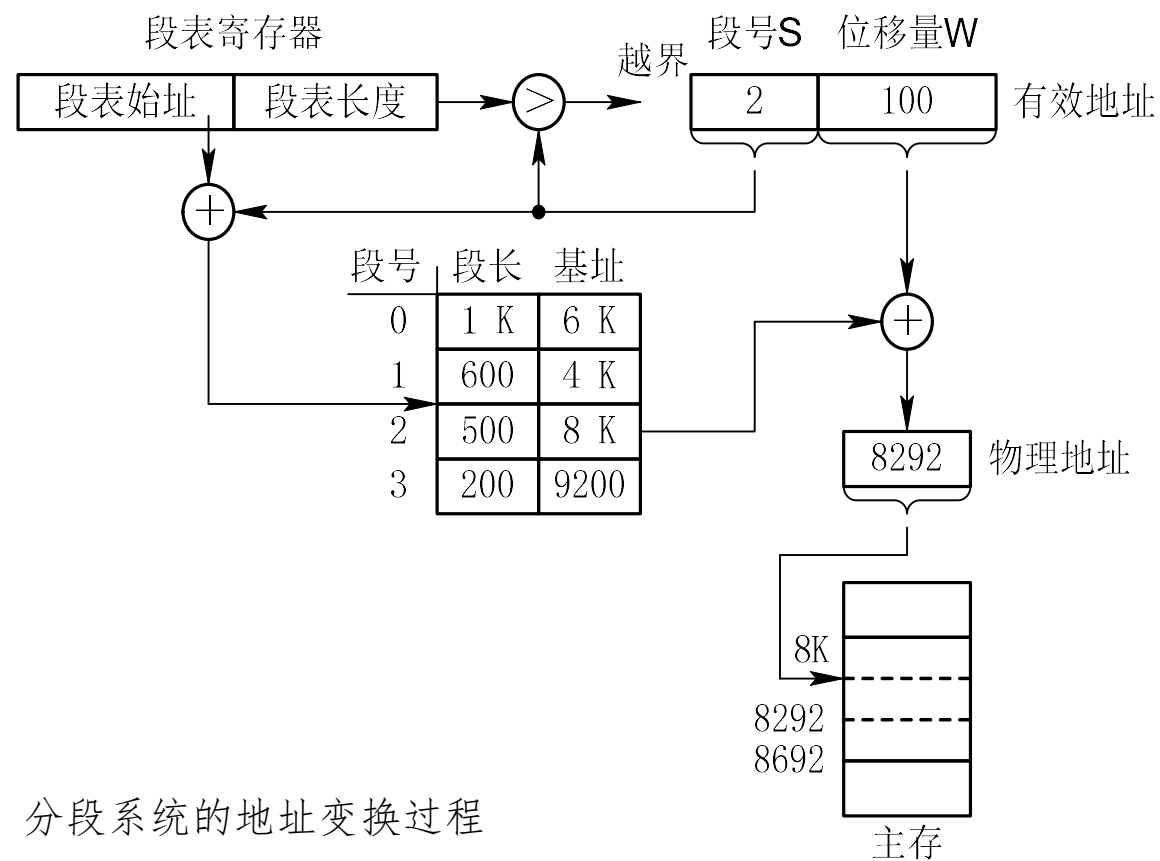 段表寄存器 越界 段号S 位移量W
段表始址 段表长度 > 2 100 有效地址
+
段号 段长 基址
0 1 K 6 K +
1 600 4 K
2 500 8 K 8292 物理地址
3 200 9200
8K
8292
8692
分段系统的地址变换过程
主存